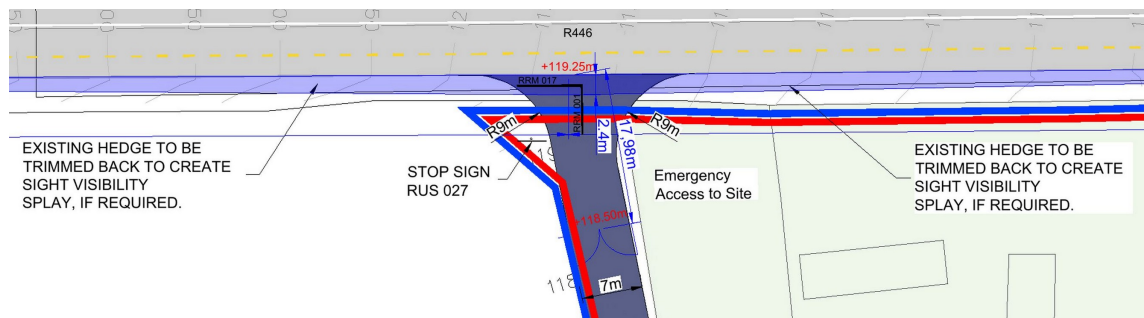 R446
+119.25m
RRM 017
RRM 001
R9m
2.4m
17,98m
R9m
EXISTING HEDGE TO BE
TRIMMED BACK TO CREATE
SIGHT VISIBILITY
SPLAY, IF REQUIRED.
STOP SIGN
RUS 027
Emergency
Access to Site
EXISTING HEDGE TO BE
TRIMMED BACK TO CREATE
SIGHT VISIBILITY
SPLAY, IF REQUIRED.
+118.50m
118
7m